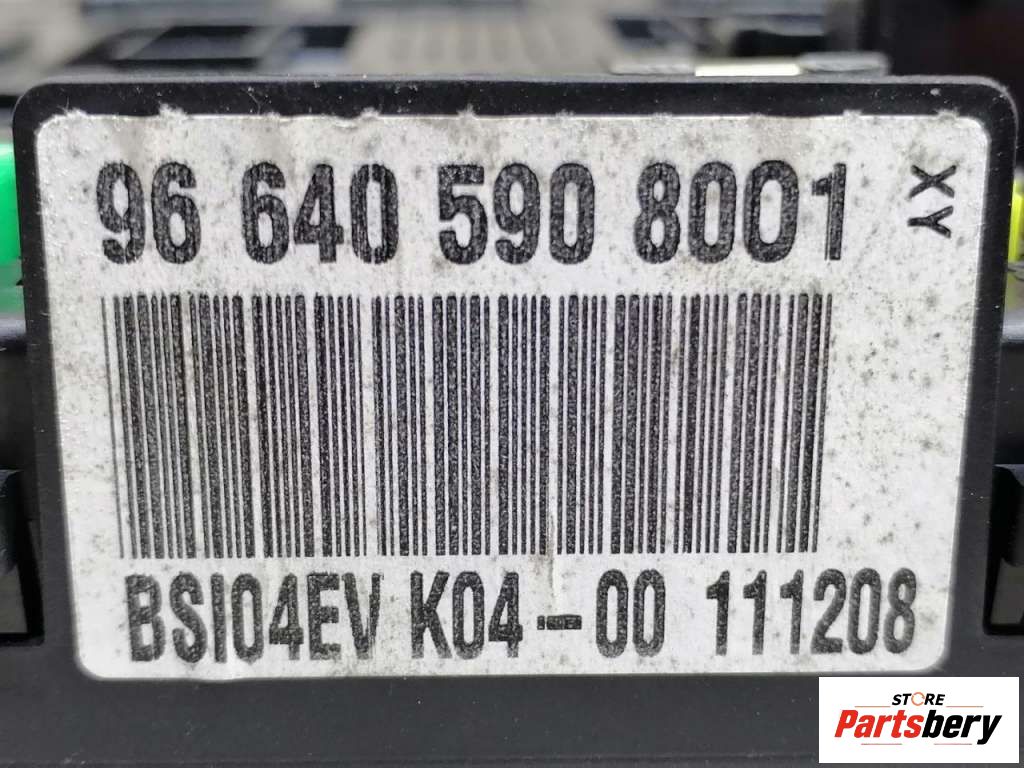 96 640 590 8001
XY
BSI04EV K04-00 111208
STORE
Partsbery